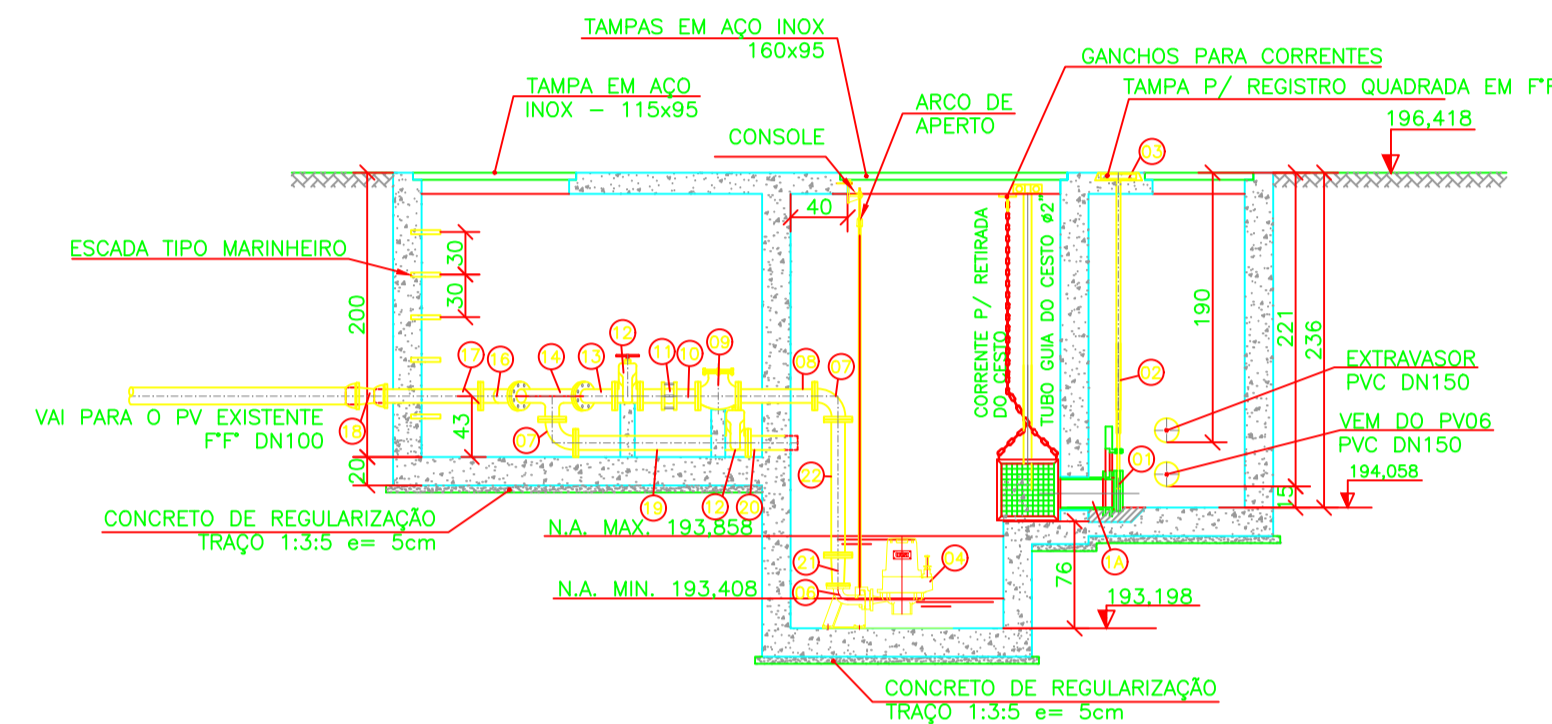 TAMPAS EM AÇO INOX
160x95
GANCHOS PARA CORRENTES
TAMPA EM AÇO
INOX - 115x95
TAMPA P/ REGISTRO QUADRADA EM F°F
ARCO DE
APERTO
196,418
CONSOLE
03
40
ESCADA TIPO MARINHEIRO
30
30
200
CORRENTE P/ RETIRADA
DO CESTO
TUBO GUIA DO CESTO ø2"
190
221
236
12
17
16
14
13
11
10
09
08
07
02
EXTRAVASOR
PVC DN150
VAI PARA O PV EXISTENTE
F°F° DN100
18
43
07
VEM DO PV06
PVC DN150
01
194,058
20
22
15
19
12
20
CONCRETO DE REGULARIZAÇÃO
TRAÇO 1:3:5 e= 5cm
N.A. MAX. 193,858
21
04
1A
76
N.A. MIN. 193,408
06
193,198
CONCRETO DE REGULARIZAÇÃO
TRAÇO 1:3:5 e= 5cm